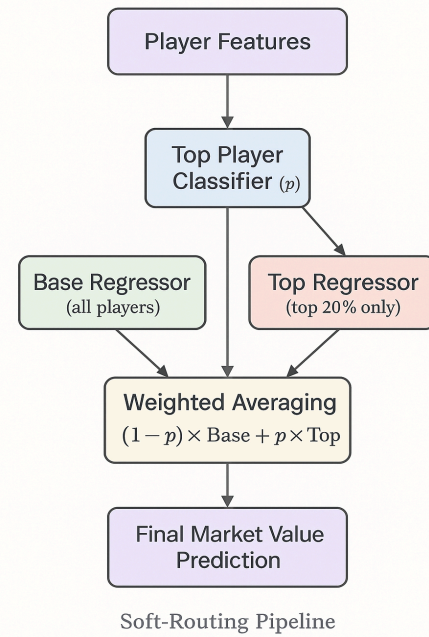 Player Features
Top Player
Classifier (p)
Base Regressor
(all players)
Top Regressor
(top 20% only)
Weighted Averaging
(1 − p) × Base + p × Top
Final Market Value
Prediction
Soft-Routing Pipeline